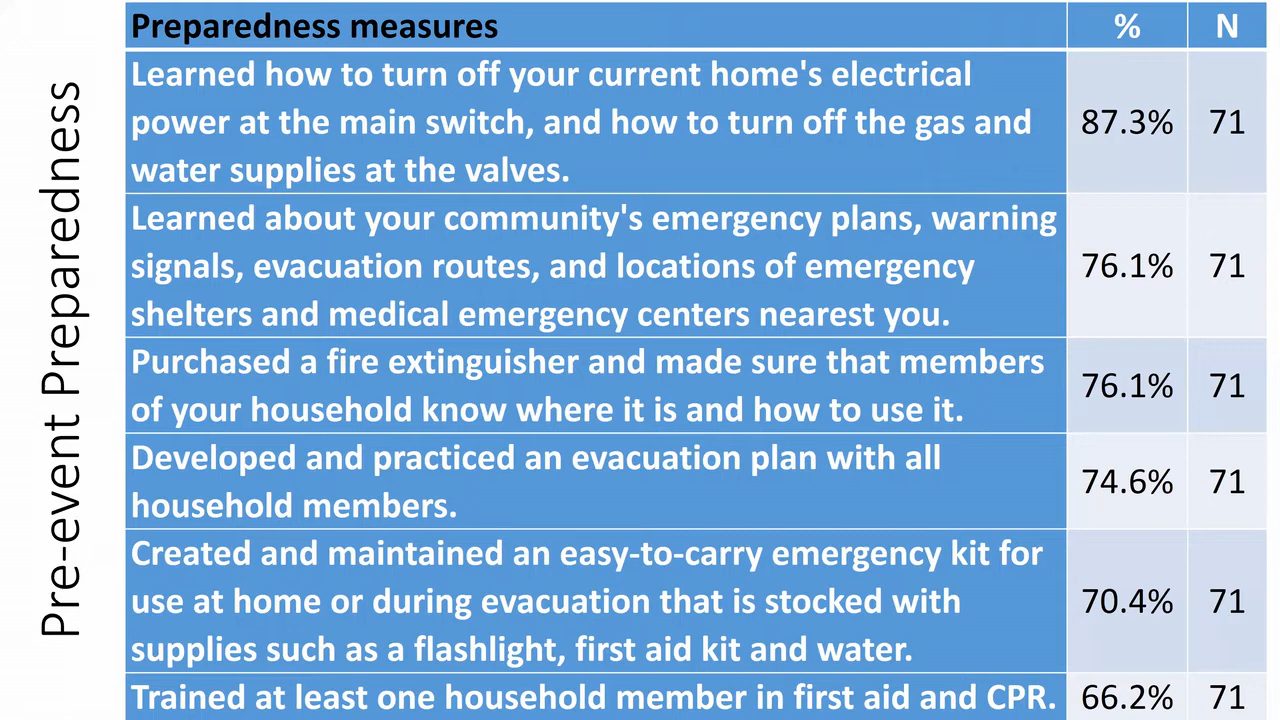 Pre-event Preparedness
Preparedness measures % N
Learned how to turn off your current home's electrical
power at the main switch, and how to turn off the gas and
water supplies at the valves.
87.3% 71
Learned about your community's emergency plans, warning
signals, evacuation routes, and locations of emergency
shelters and medical emergency centers nearest you.
76.1% 71
Purchased a fire extinguisher and made sure that members
of your household know where it is and how to use it.
76.1% 71
Developed and practiced an evacuation plan with all
household members.
74.6% 71
Created and maintained an easy-to-carry emergency kit for
use at home or during evacuation that is stocked with
supplies such as a flashlight, first aid kit and water.
70.4% 71
Trained at least one household member in first aid and CPR. 66.2% 71